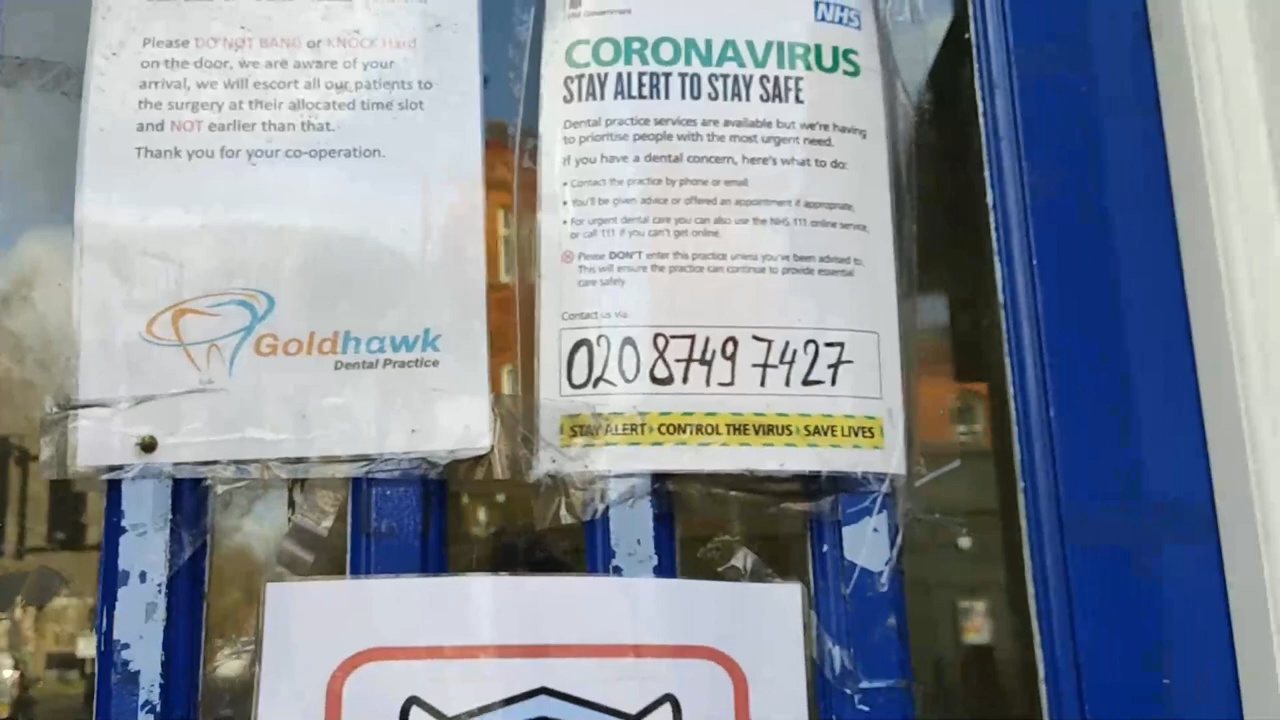 Please DO NOT BANG or KNOCK Hard
on the door, we are aware of your
arrival, we will escort all our patients to
the surgery at their allocated time slot
and NOT earlier than that.
Thank you for your co-operation.
Goldhawk
Dental Practice
HM Government
NHS
CORONAVIRUS
STAY ALERT TO STAY SAFE
Dental practice services are available but we're having
to prioritise people with the most urgent need.
If you have a dental concern, here's what to do:
• Contact the practice by phone or email
• You'll be given advice or offered an appointment if appropriate.
• For urgent dental care you can also use the NHS 111 online service,
or call 111 if you can't get online.
Please DON'T enter this practice unless you've been advised to.
This will ensure the practice can continue to provide essential
care safely
Contact us via
020 8749 7427
STAY ALERT › CONTROL THE VIRUS › SAVE LIVES